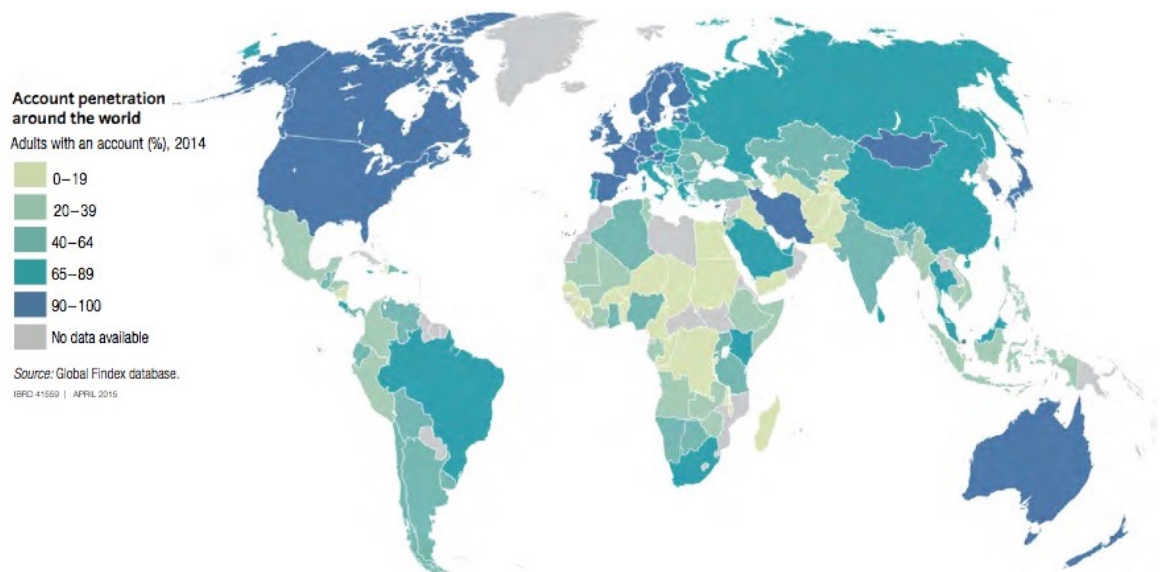 Account penetration
around the world
Adults with an account (%), 2014
0–19
20–39
40–64
65–89
90–100
No data available
Source: Global Findex database.
IBRD 41559 | APRIL 2015